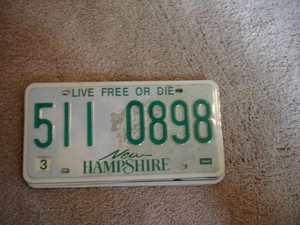 LIVE FREE OR DIE
511 0898
3
New
HAMPSHIRE